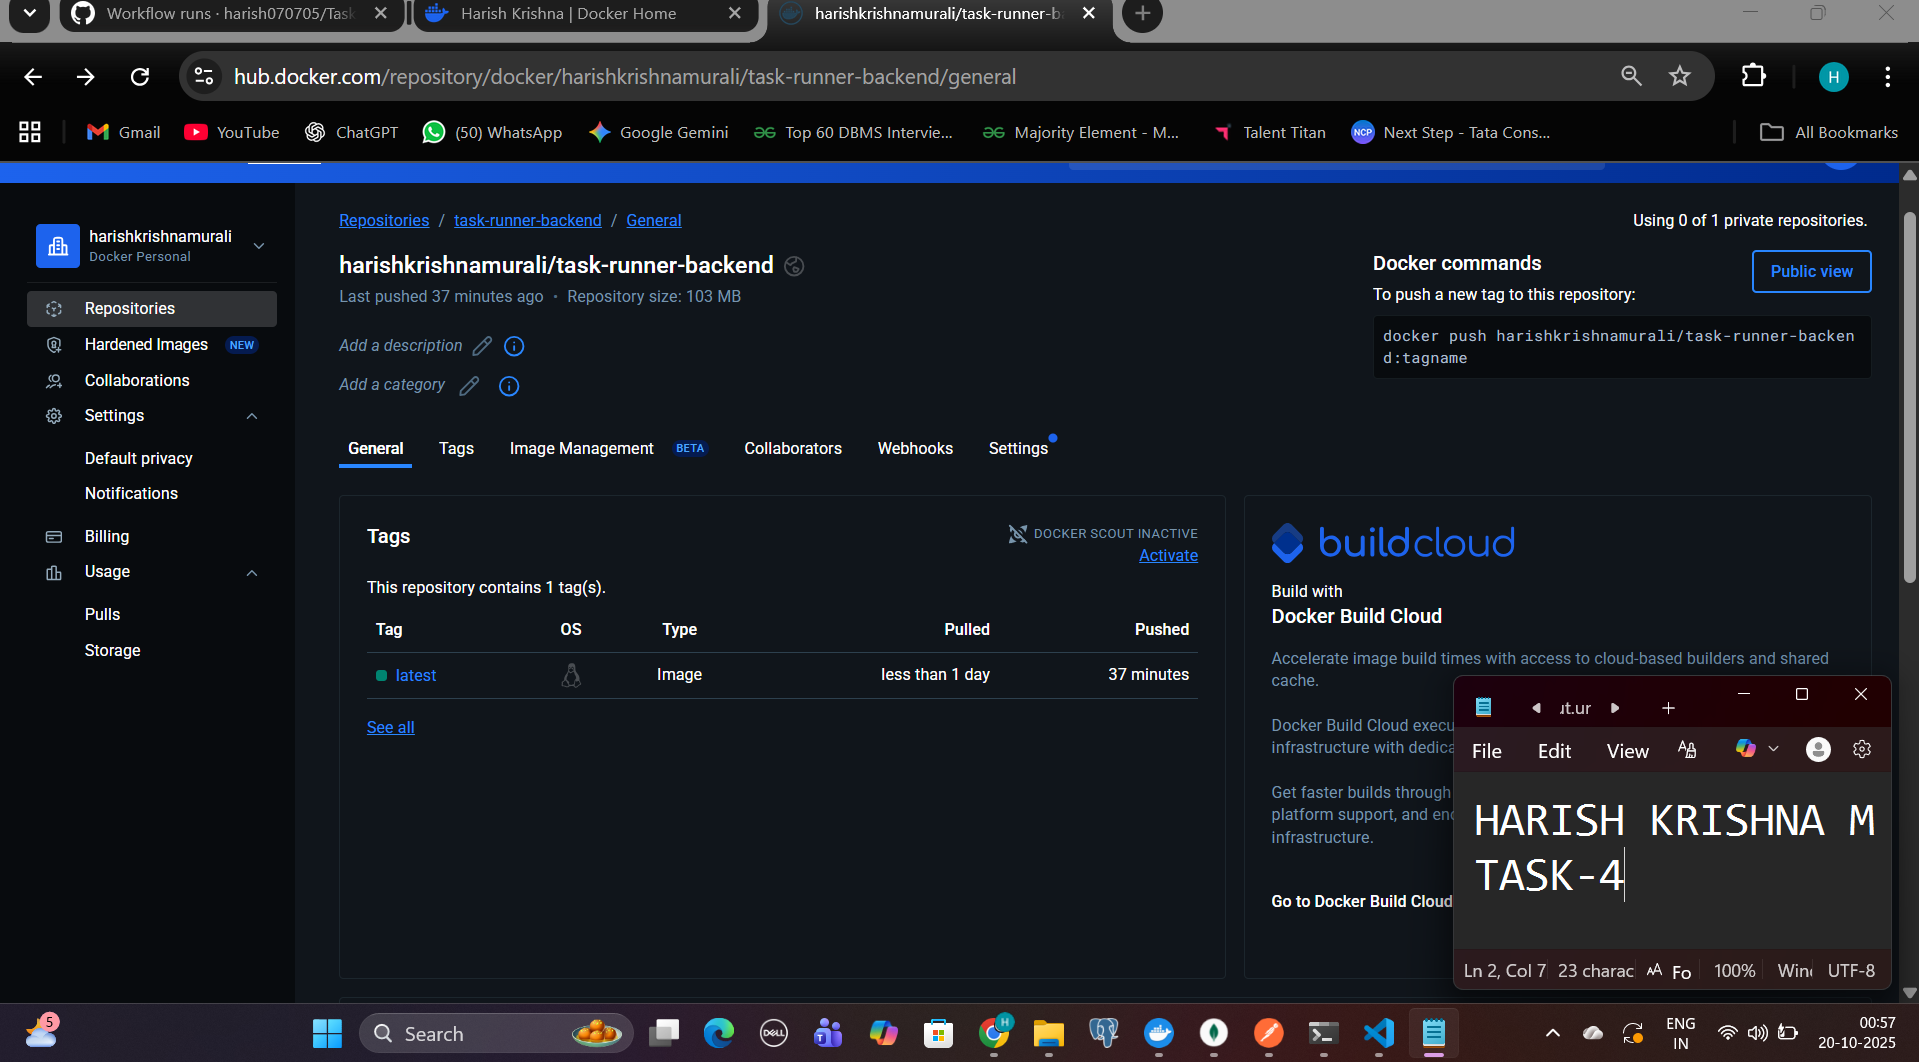 Workflow runs · harish070705/Task
Harish Krishna | Docker Home
harishkrishnamurali/task-runner-b
hub.docker.com/repository/docker/harishkrishnamurali/task-runner-backend/general
H
Gmail
YouTube
ChatGPT
(50) WhatsApp
Google Gemini
Top 60 DBMS Intervie...
Majority Element - M...
Talent Titan
NCP
Next Step - Tata Cons...
All Bookmarks
harishkrishnamurali
Docker Personal
Repositories
Hardened Images NEW
Collaborations
Settings
Default privacy
Notifications
Billing
Usage
Pulls
Storage
Repositories / task-runner-backend / General
Using 0 of 1 private repositories.
harishkrishnamurali/task-runner-backend
Last pushed 37 minutes ago · Repository size: 103 MB
Add a description
Add a category
Docker commands
Public view
To push a new tag to this repository:
docker push harishkrishnamurali/task-runner-backen
d:tagname
General Tags Image Management BETA Collaborators Webhooks Settings
Tags
DOCKER SCOUT INACTIVE
Activate
This repository contains 1 tag(s).
Tag OS Type Pulled Pushed
latest Image less than 1 day 37 minutes
See all
buildcloud
Build with
Docker Build Cloud
Accelerate image build times with access to cloud-based builders and shared
cache.
Docker Build Cloud execu
infrastructure with dedica
Get faster builds through
platform support, and enc
infrastructure.
Go to Docker Build Cloud
ut.ur
File Edit View
HARISH KRISHNA M
TASK-4
Ln 2, Col 7 23 charac Fo 100% Wind UTF-8
5
Search
DELL
H
ENG
IN
00:57
20-10-2025